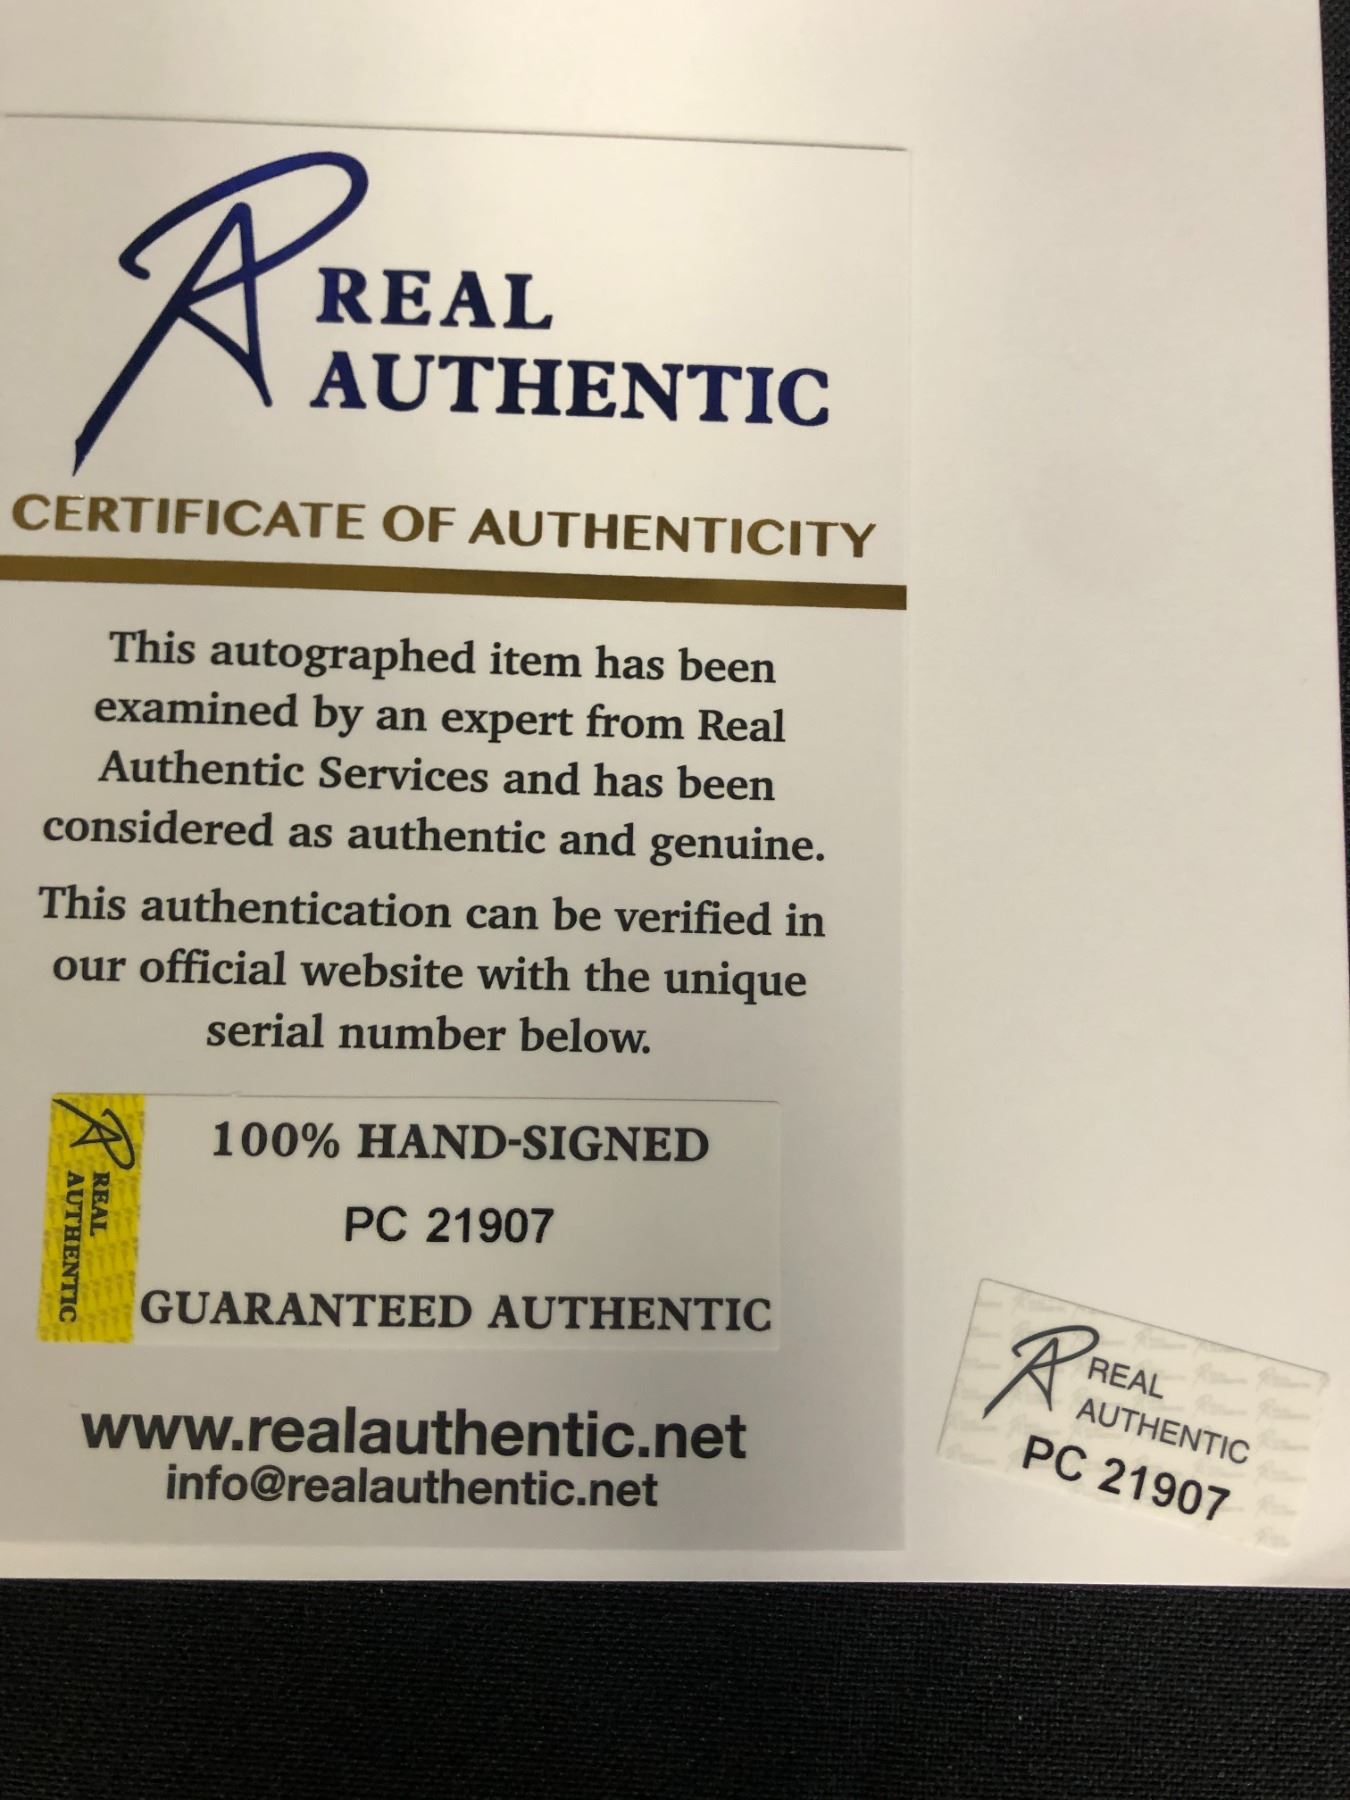 REAL
AUTHENTIC
CERTIFICATE OF AUTHENTICITY
This autographed item has been
examined by an expert from Real
Authentic Services and has been
considered as authentic and genuine.
This authentication can be verified in
our official website with the unique
serial number below.
REAL
AUTHENTIC
100% HAND-SIGNED
PC 21907
GUARANTEED AUTHENTIC
www.realauthentic.net
info@realauthentic.net
REAL
AUTHENTIC
PC 21907